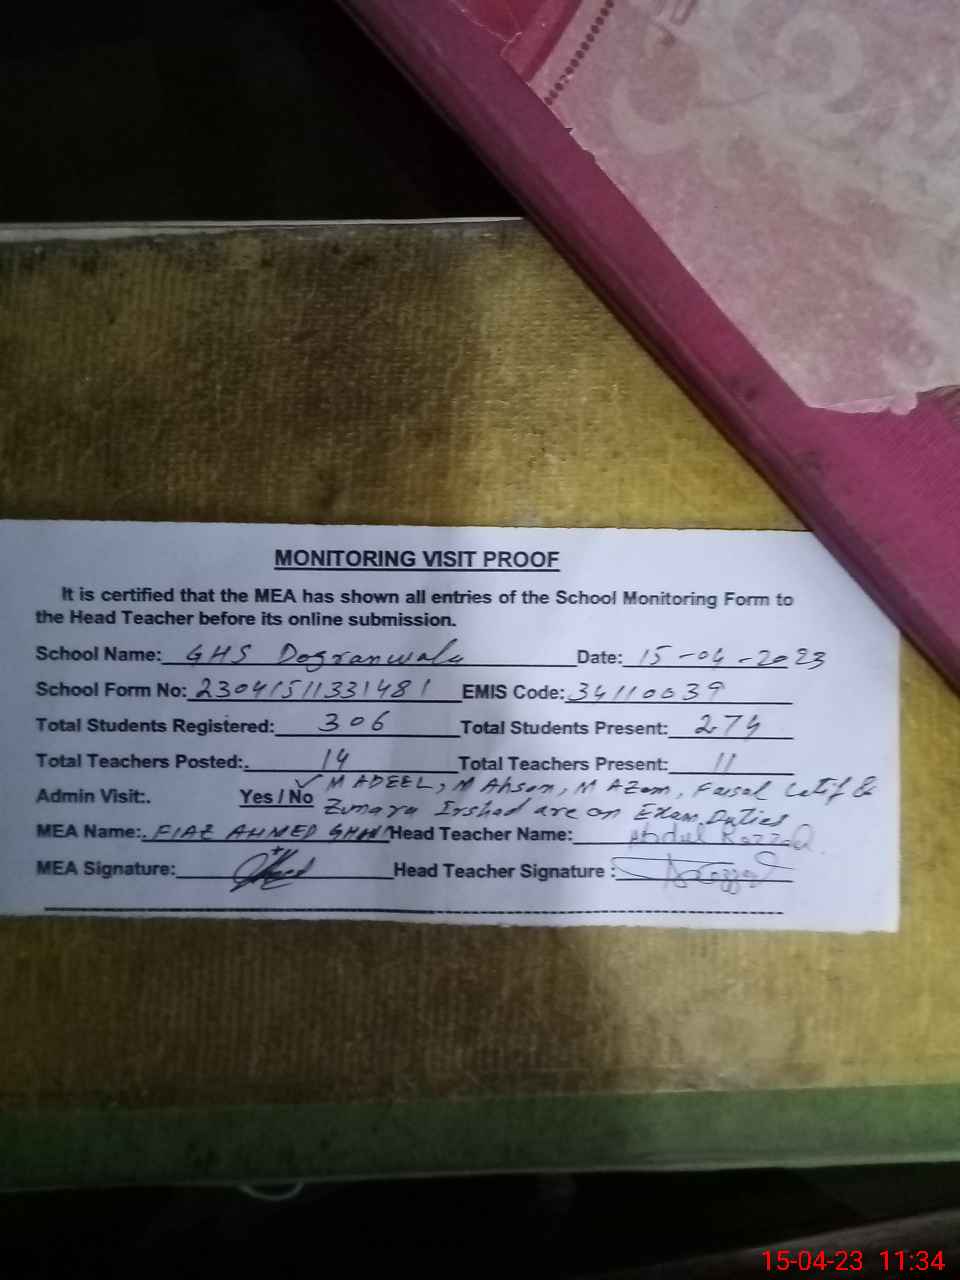 MONITORING VISIT PROOF
It is certified that the MEA has shown all entries of the School Monitoring Form to
the Head Teacher before its online submission.
School Name: GHS Dogranwala Date: 15-04-2023
School Form No: 23041511331481 EMIS Code: 34110039
Total Students Registered: 306 Total Students Present: 274
Total Teachers Posted:. 14 Total Teachers Present: 11
✓ M ADEEL, M Ahsan, M Azam, Faisal Latif &
Admin Visit:. Yes / No Zunaira Irshad are on Exam Duties
MEA Name:. FIAZ AHMED GHANI Head Teacher Name: Abdul Razzaq
MEA Signature: Head Teacher Signature : Razzaq
15-04-23 11:34